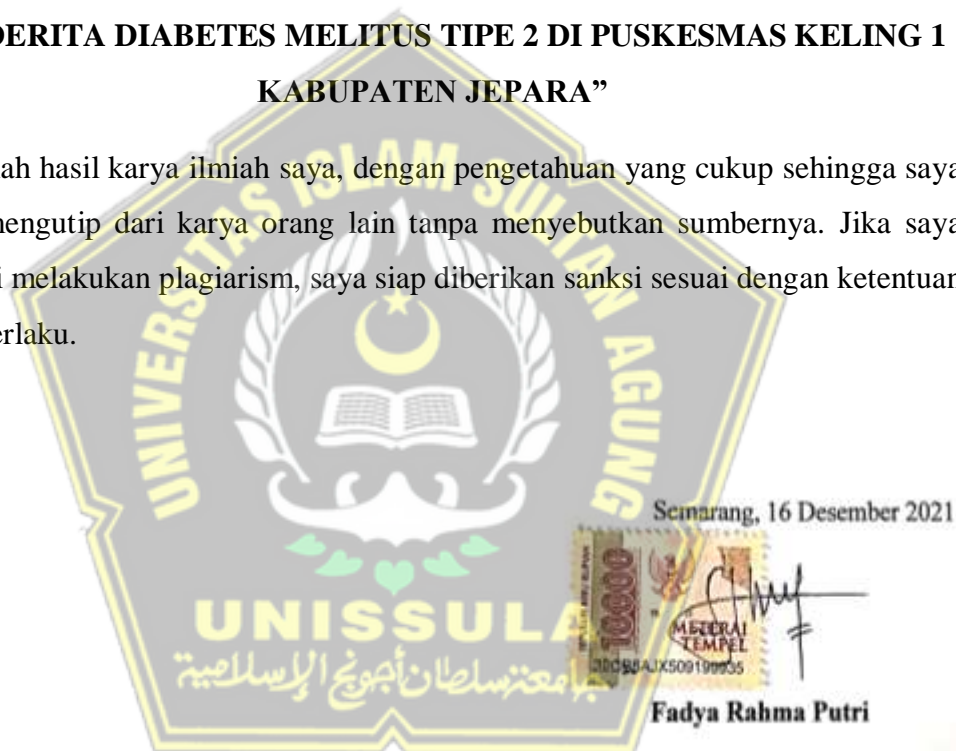 DERITA DIABETES MELITUS TIPE 2 DI PUSKESMAS KELING 1
KABUPATEN JEPARA”
lah hasil karya ilmiah saya, dengan pengetahuan yang cukup sehingga saya
mengutip dari karya orang lain tanpa menyebutkan sumbernya. Jika saya
i melakukan plagiarism, saya siap diberikan sanksi sesuai dengan ketentuan
erlaku.
UNIVERSITAS ISLAM SULTAN AGUNG
Semarang, 16 Desember 2021
10000
METERAI
TEMPEL
UNISSULA
جامعة سلطان أجونج الإسلامية
Fadya Rahma Putri